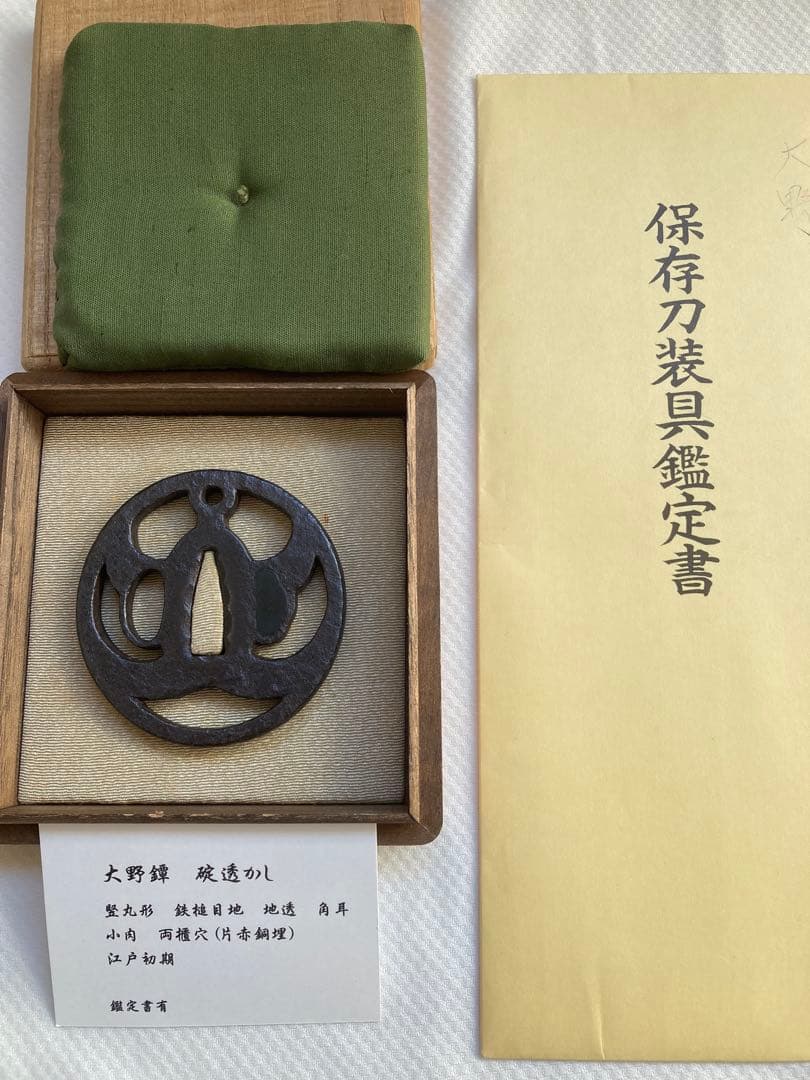 保存刀装具鑑定書
大野
大野鐔 碇透かし
竪丸形 鉄槌目地 地透 角耳
小肉 両櫃穴(片赤銅埋)
江戸初期
鑑定書有